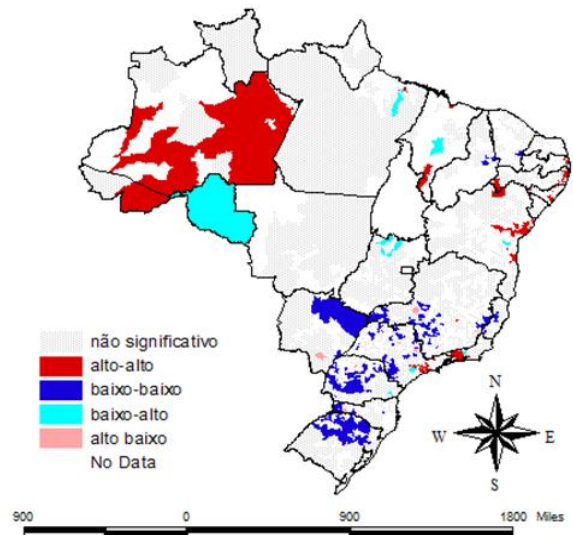 não significativo
alto-alto
baixo-baixo
baixo-alto
alto baixo
No Data
N
W E
S
900 0 900 1800 Miles